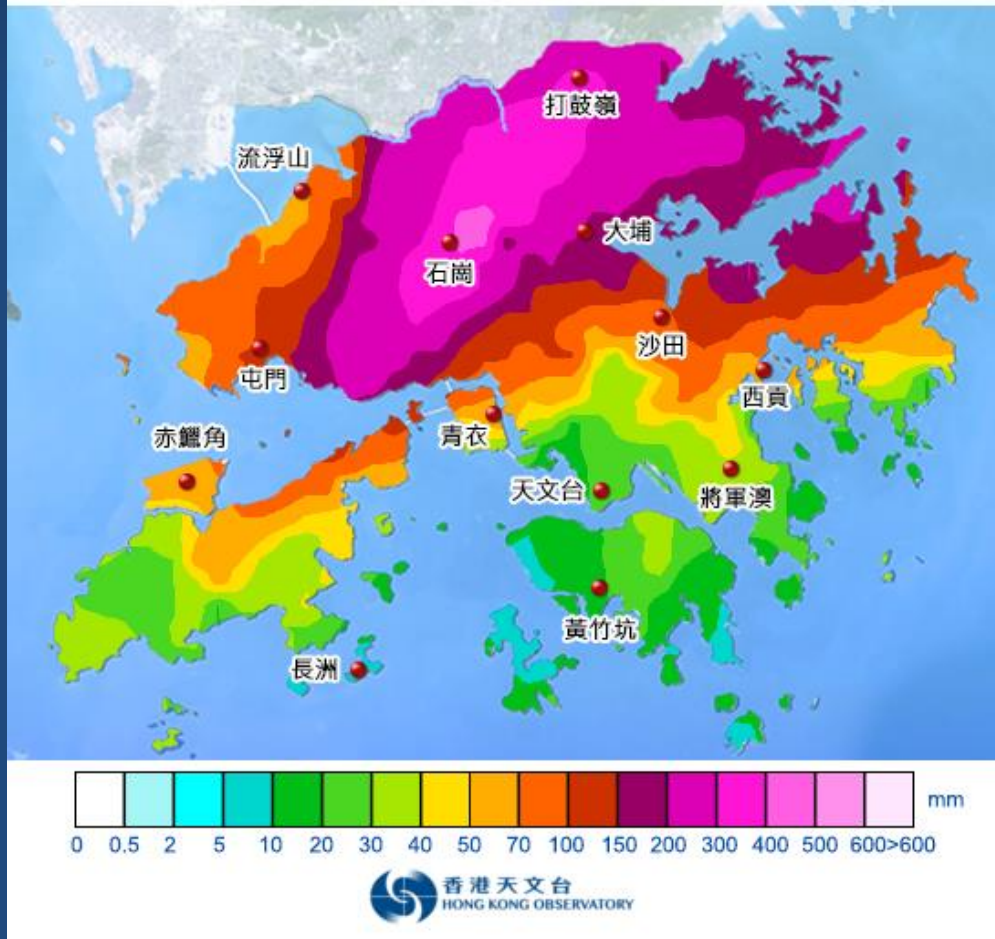 打鼓嶺
流浮山
大埔
石崗
沙田
屯門
西貢
赤鱲角
青衣
天文台
將軍澳
黃竹坑
長洲
mm
0 0.5 2 5 10 20 30 40 50 70 100 150 200 300 400 500 600>600
香港天文台
HONG KONG OBSERVATORY